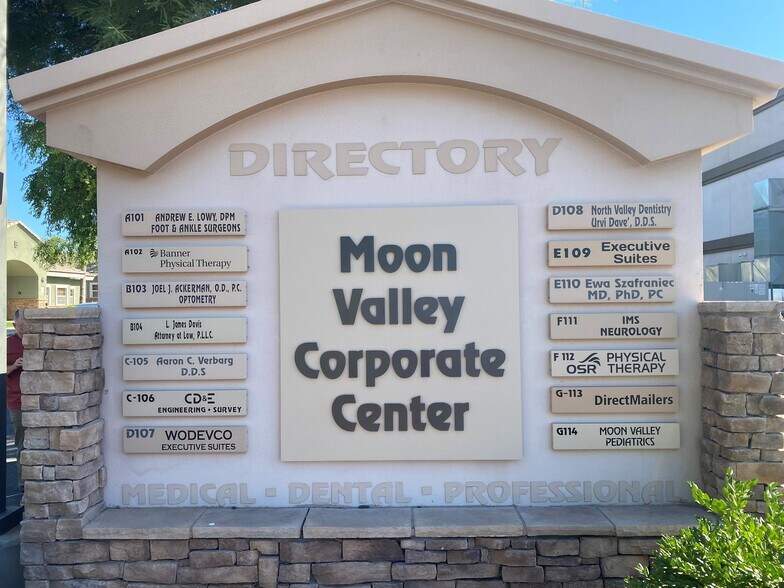 DIRECTORY
A101 ANDREW E. LOWY, DPM
FOOT & ANKLE SURGEONS
A102 Banner
Physical Therapy
B103 JOEL J. ACKERMAN, O.D., P.C.
OPTOMETRY
B104 L. James Davis
Attorney at Law, P.L.L.C.
C-105 Aaron C. Verbarg
D.D.S
C-106 CD&E
ENGINEERING • SURVEY
D107 WODEVCO
EXECUTIVE SUITES
Moon
Valley
Corporate
Center
D108 North Valley Dentistry
Urvi Dave', D.D.S.
E109 Executive
Suites
E110 Ewa Szafraniec
MD, PhD, PC
F111 IMS
NEUROLOGY
F 112 OSR PHYSICAL
THERAPY
G-113 DirectMailers
G114 MOON VALLEY
PEDIATRICS
MEDICAL - DENTAL - PROFESSIONAL